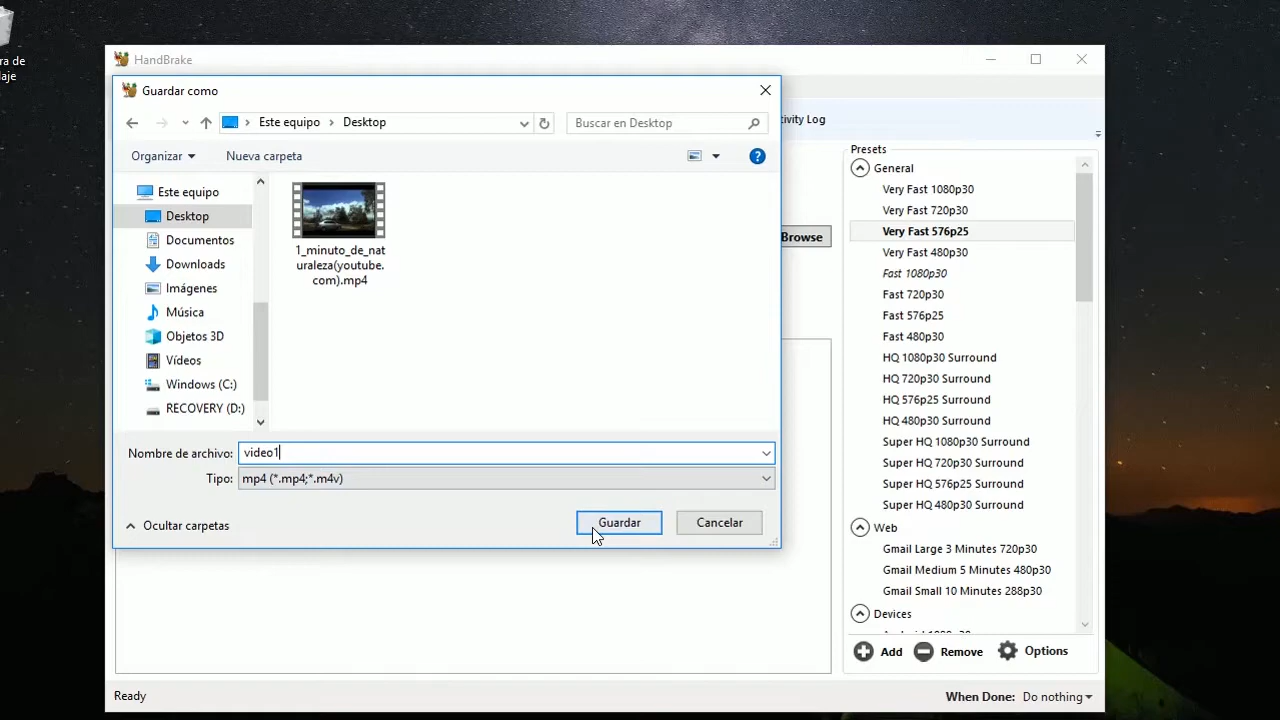 ra de
aje
HandBrake
Guardar como
Este equipo > Desktop
Buscar en Desktop
tivity Log
Organizar
Nueva carpeta
Este equipo
Desktop
Documentos
Downloads
Imágenes
Música
Objetos 3D
Vídeos
Windows (C:)
RECOVERY (D:)
1_minuto_de_nat
uraleza(youtube.
com).mp4
Nombre de archivo: video1
Tipo: mp4 (*.mp4;*.m4v)
Ocultar carpetas
Guardar
Cancelar
Browse
Presets
General
Very Fast 1080p30
Very Fast 720p30
Very Fast 576p25
Very Fast 480p30
Fast 1080p30
Fast 720p30
Fast 576p25
Fast 480p30
HQ 1080p30 Surround
HQ 720p30 Surround
HQ 576p25 Surround
HQ 480p30 Surround
Super HQ 1080p30 Surround
Super HQ 720p30 Surround
Super HQ 576p25 Surround
Super HQ 480p30 Surround
Web
Gmail Large 3 Minutes 720p30
Gmail Medium 5 Minutes 480p30
Gmail Small 10 Minutes 288p30
Devices
Add
Remove
Options
Ready
When Done: Do nothing